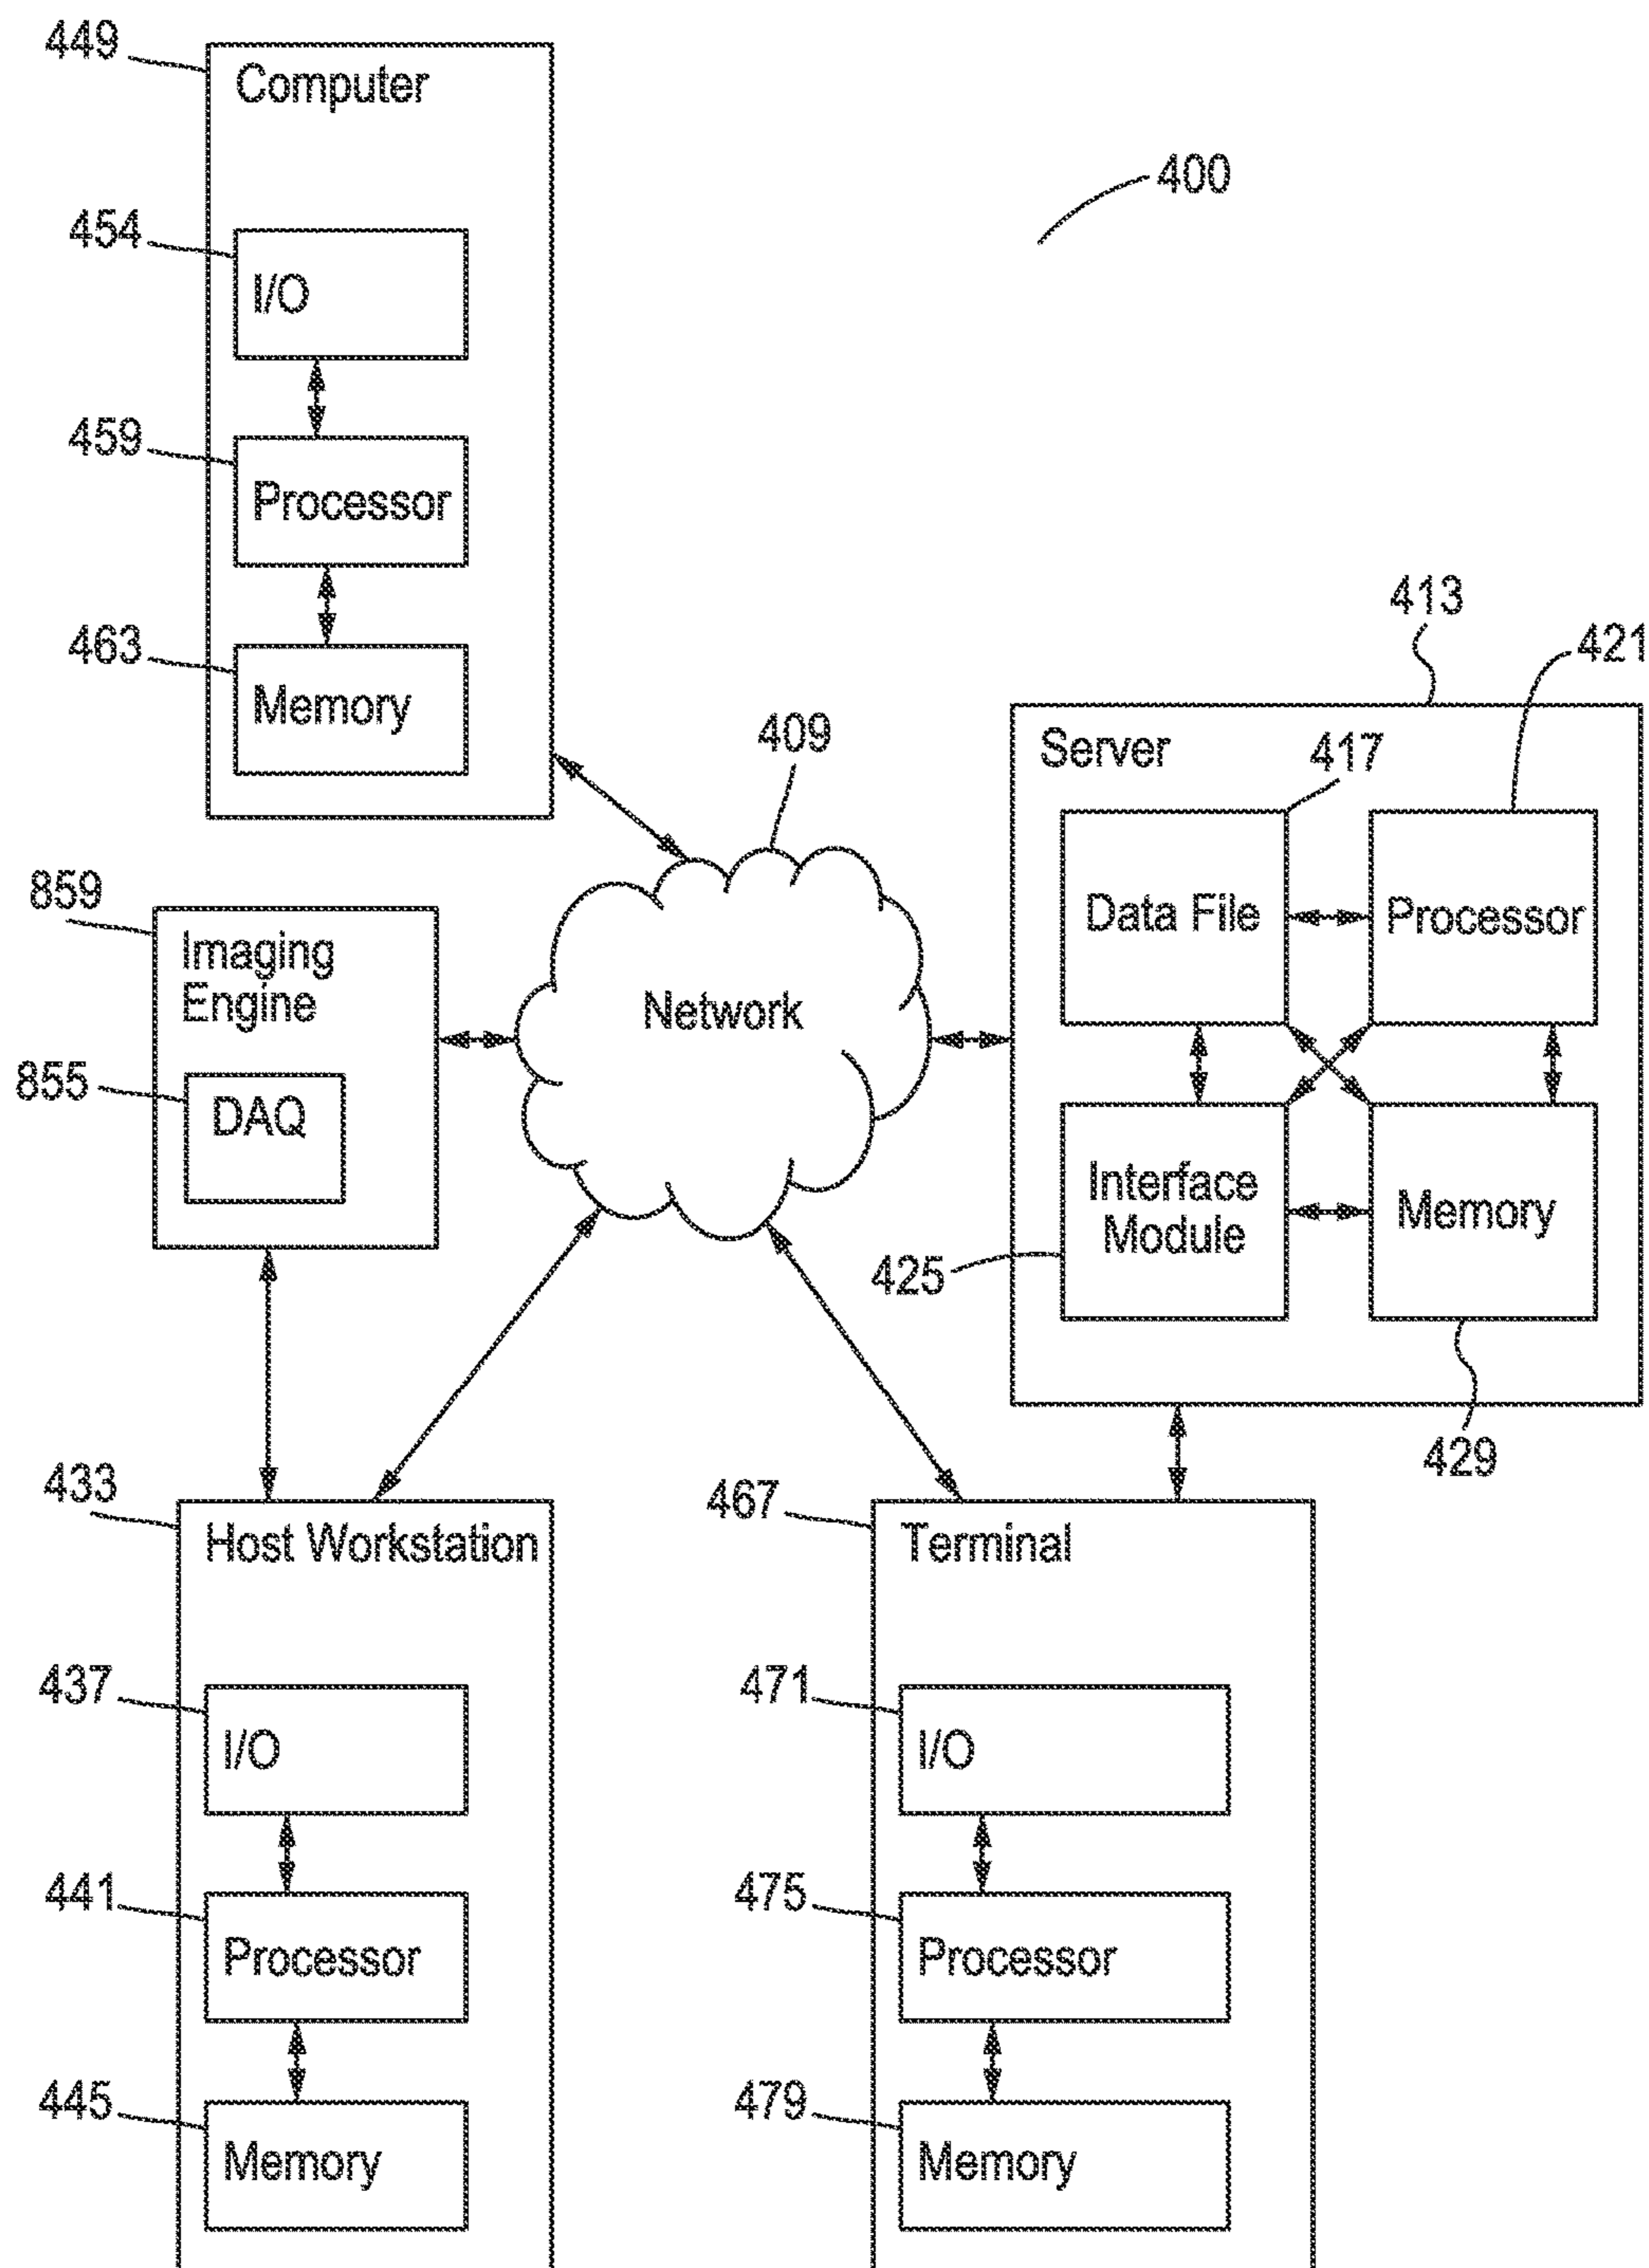 449
Computer
400
454
I/O
459
Processor
463
Memory
413
421
409
Server
417
859
Imaging
Engine
Data File
Processor
Network
855
DAQ
Interface
Module
Memory
425
429
433
Host Workstation
467
Terminal
437
I/O
471
I/O
441
Processor
475
Processor
445
Memory
479
Memory